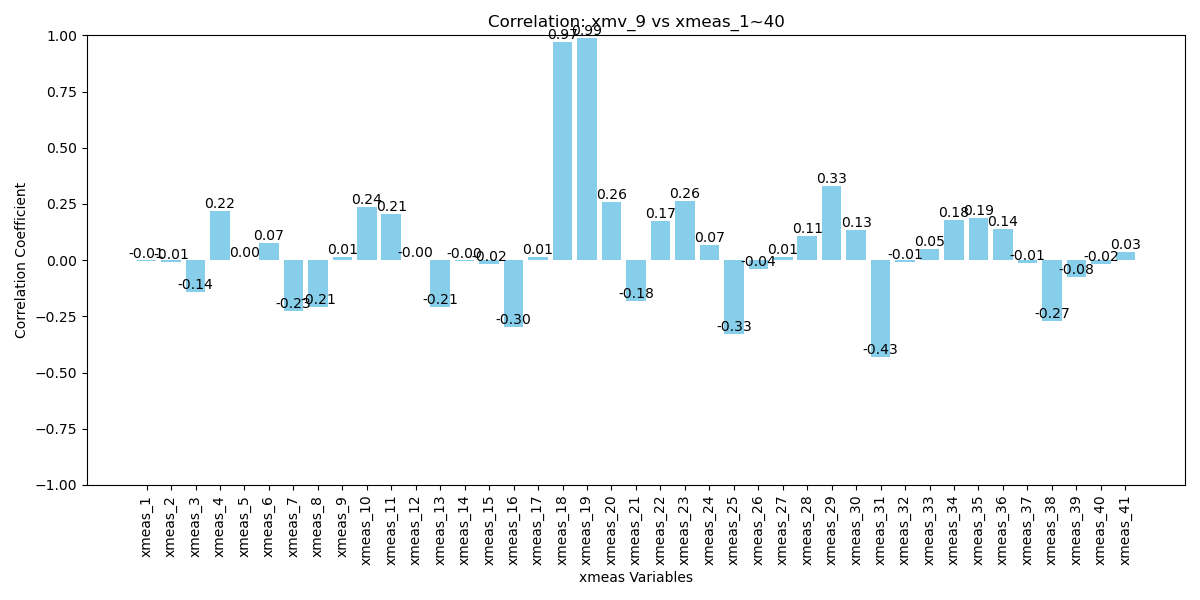 Correlation: xmv_9 vs xmeas_1~40
Correlation Coefficient
1.00
0.75
0.50
0.25
0.00
−0.25
−0.50
−0.75
−1.00
-0.01
-0.01
-0.14
0.22
0.00
0.07
-0.23
-0.21
0.01
0.24
0.21
-0.00
-0.21
-0.00
-0.02
-0.30
0.01
0.97
0.99
0.26
-0.18
0.17
0.26
0.07
-0.33
-0.04
0.01
0.11
0.33
0.13
-0.43
-0.01
0.05
0.18
0.19
0.14
-0.01
-0.27
-0.08
-0.02
0.03
xmeas_1
xmeas_2
xmeas_3
xmeas_4
xmeas_5
xmeas_6
xmeas_7
xmeas_8
xmeas_9
xmeas_10
xmeas_11
xmeas_12
xmeas_13
xmeas_14
xmeas_15
xmeas_16
xmeas_17
xmeas_18
xmeas_19
xmeas_20
xmeas_21
xmeas_22
xmeas_23
xmeas_24
xmeas_25
xmeas_26
xmeas_27
xmeas_28
xmeas_29
xmeas_30
xmeas_31
xmeas_32
xmeas_33
xmeas_34
xmeas_35
xmeas_36
xmeas_37
xmeas_38
xmeas_39
xmeas_40
xmeas_41
xmeas Variables